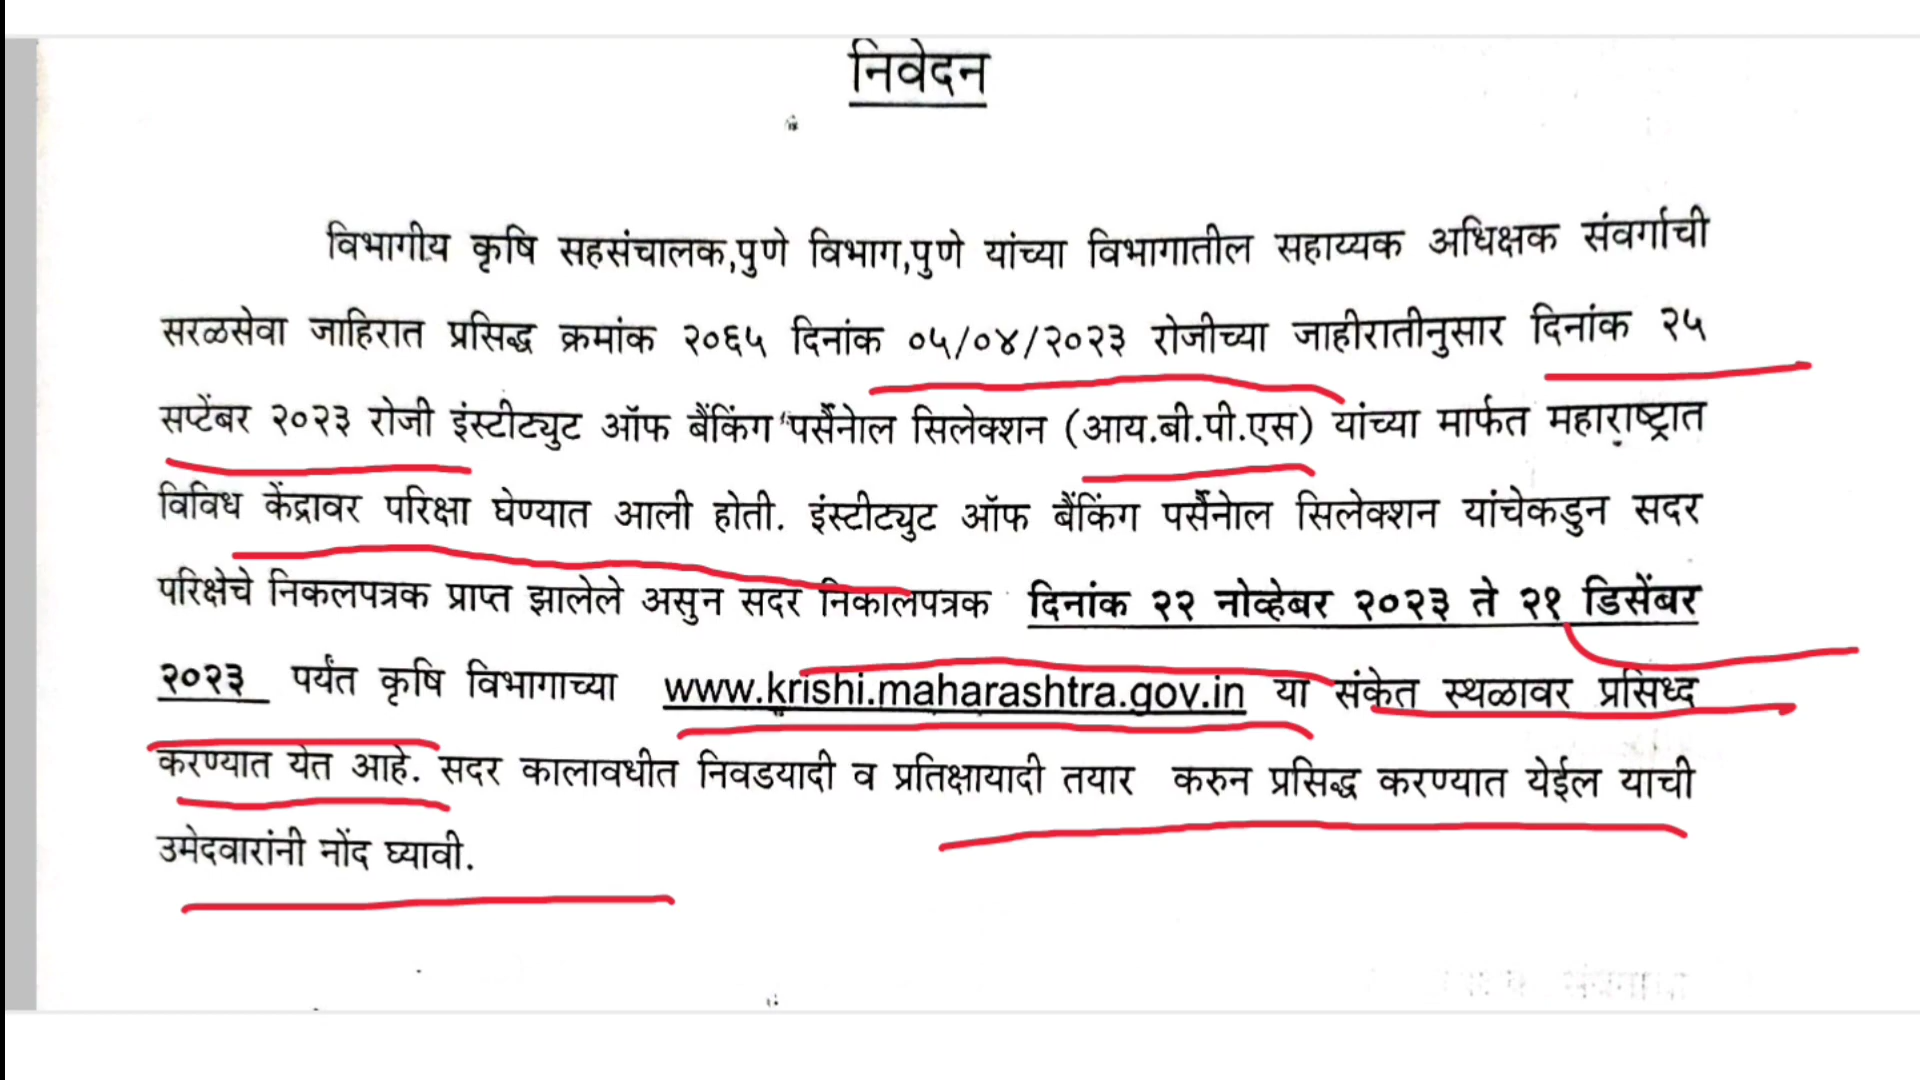 निवेदन
विभागीय कृषि सहसंचालक,पुणे विभाग,पुणे यांच्या विभागातील सहाय्यक अधिक्षक संवर्गाची
सरळसेवा जाहिरात प्रसिद्ध क्रमांक २०६५ दिनांक ०५/०४/२०२३ रोजीच्या जाहीरातीनुसार दिनांक २५
सप्टेंबर २०२३ रोजी इंस्टीट्युट ऑफ बैंकिंग पर्सैनोल सिलेक्शन (आय.बी.पी.एस) यांच्या मार्फत महाराष्ट्रात
विविध केंद्रावर परिक्षा घेण्यात आली होती. इंस्टीट्युट ऑफ बैंकिंग पर्सैनोल सिलेक्शन यांचेकडुन सदर
परिक्षेचे निकलपत्रक प्राप्त झालेले असुन सदर निकालपत्रक दिनांक २२ नोव्हेबर २०२३ ते २१ डिसेंबर
२०२३ पर्यंत कृषि विभागाच्या www.krishi.maharashtra.gov.in या संकेत स्थळावर प्रसिध्द
करण्यात येत आहे. सदर कालावधीत निवडयादी व प्रतिक्षायादी तयार करुन प्रसिद्ध करण्यात येईल याची
उमेदवारांनी नोंद घ्यावी.